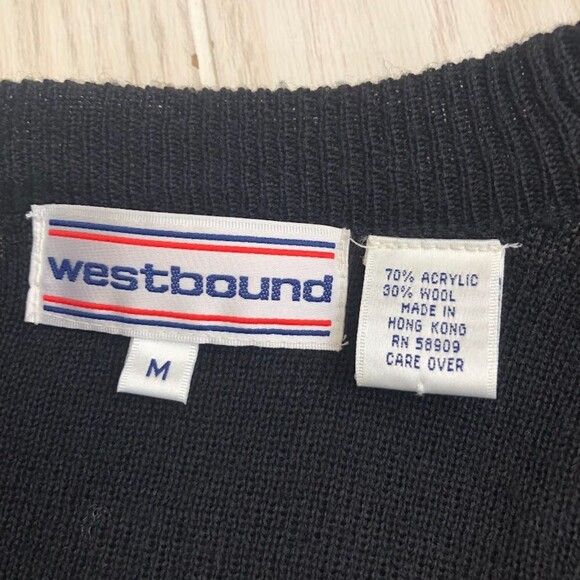 westbound
M
70% ACRYLIC
30% WOOL
MADE IN
HONG KONG
RN 58909
CARE OVER